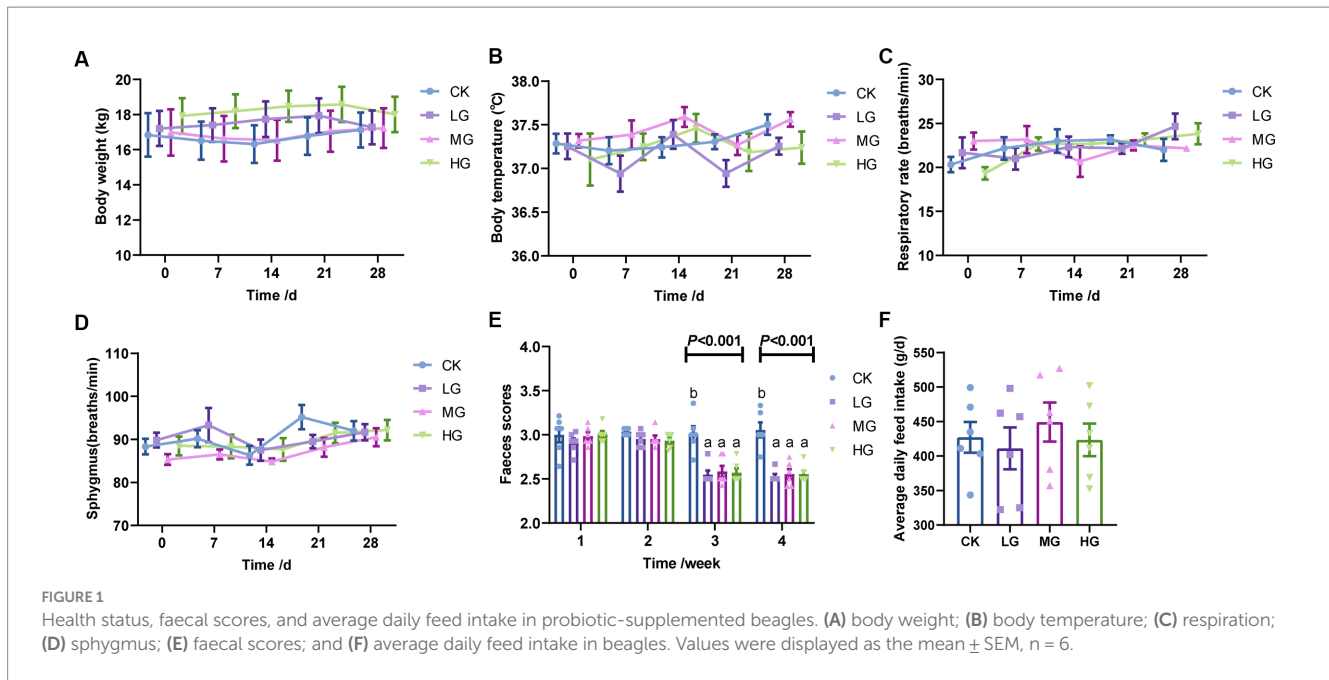 A
Body weight (kg)
20
18
16
14
12
10
0 7 14 21 28
Time /d
CK
LG
MG
HG
B
Body temperature (°C)
38.0
37.5
37.0
36.5
36.0
0 7 14 21 28
Time /d
CK
LG
MG
HG
C
Respiratory rate (breaths/min)
30
25
20
15
10
0 7 14 21 28
Time /d
CK
LG
MG
HG
D
Sphygmus(breaths/min)
110
100
90
80
70
0 7 14 21 28
Time /d
CK
LG
MG
HG
E
Faeces scores
4.0
3.5
3.0
2.5
2.0
P<0.001 P<0.001
b b
a a a a a a
1 2 3 4
Time /week
CK
LG
MG
HG
F
Average daily feed intake (g/d)
550
500
450
400
350
300
CK LG MG HG
FIGURE 1
Health status, faecal scores, and average daily feed intake in probiotic-supplemented beagles. (A) body weight; (B) body temperature; (C) respiration;
(D) sphygmus; (E) faecal scores; and (F) average daily feed intake in beagles. Values were displayed as the mean ± SEM, n = 6.